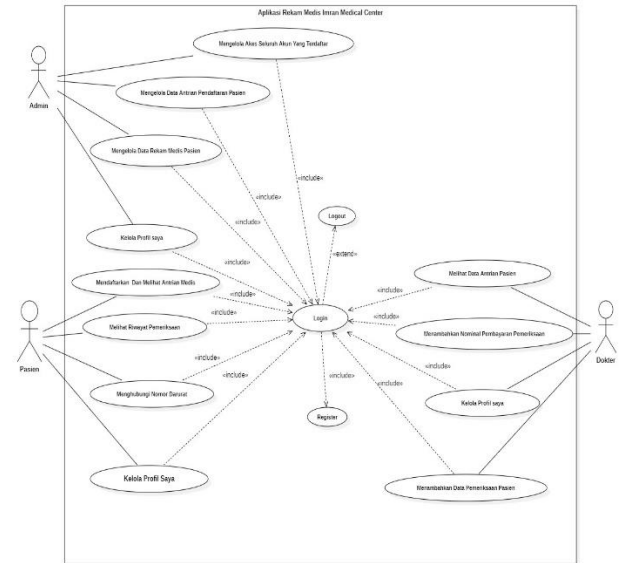 Aplikasi Rekam Medis Imran Medical Center
Mengelola Akes Seluruh Akun Yang Terdaftar
Admin
Mengelola Data Antrian Pendaftaran Pasien
Mengelola Data Rekam Medis Pasien
«include»
«include»
«include»
Logout
Kelola Profil saya
«extend»
«include»
Melihat Data Antrian Pasien
Mendaftarkan Dan Melihat Antrian Medis
«include»
«include»
Pasien
Melihat Riwayat Pemeriksaan
«include»
Login
«include»
Menambahkan Nominal Pembayaran Pemeriksaan
Dokter
Menghubungi Nomor Darurat
«include»
«include»
«include»
«include»
Kelola Profil saya
Register
Kelola Profil Saya
Menambahkan Data Pemeriksaan Pasien